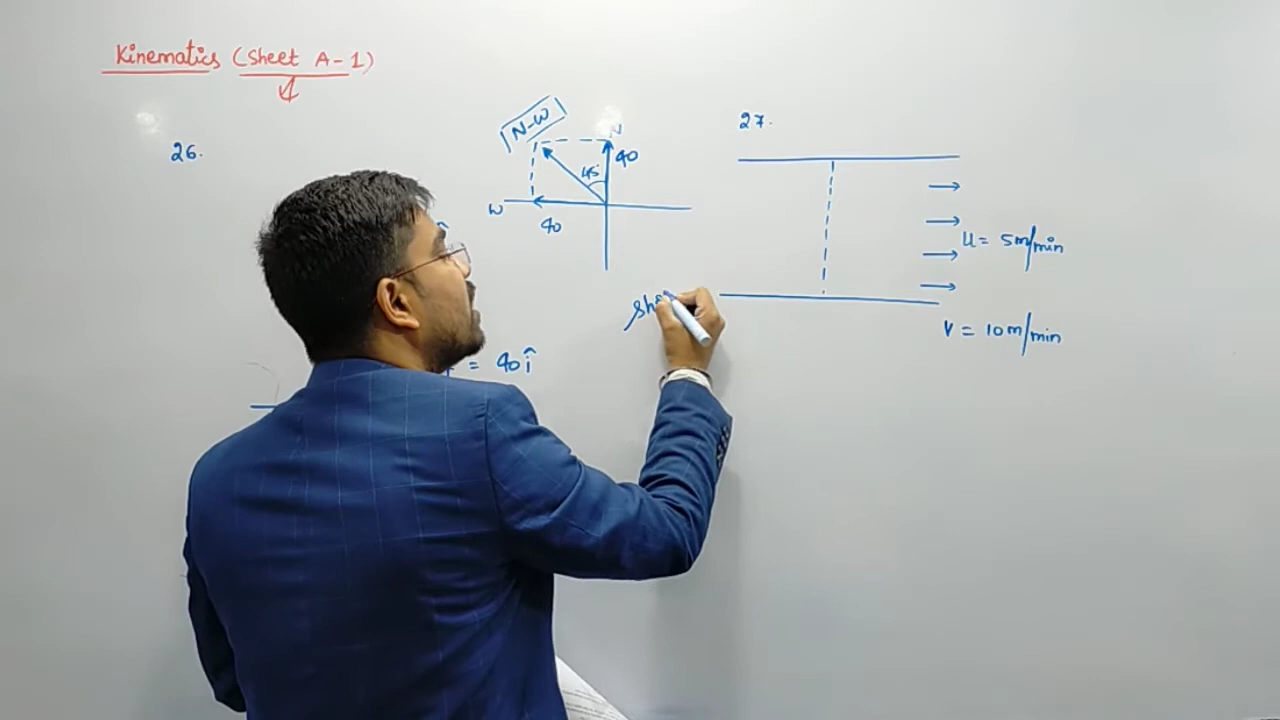 Kinematics (Sheet A-1)
26.
N-W
N
40
45
W
40
= 40î
27.
U = 5m/min
V = 10m/min